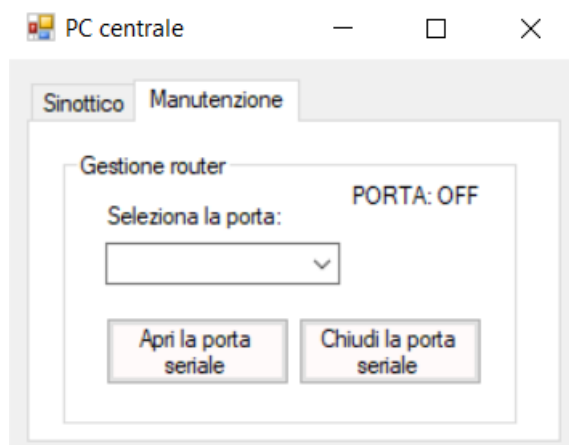 PC centrale
Sinottico
Manutenzione
Gestione router
PORTA: OFF
Seleziona la porta:
Apri la porta
seriale
Chiudi la porta
seriale